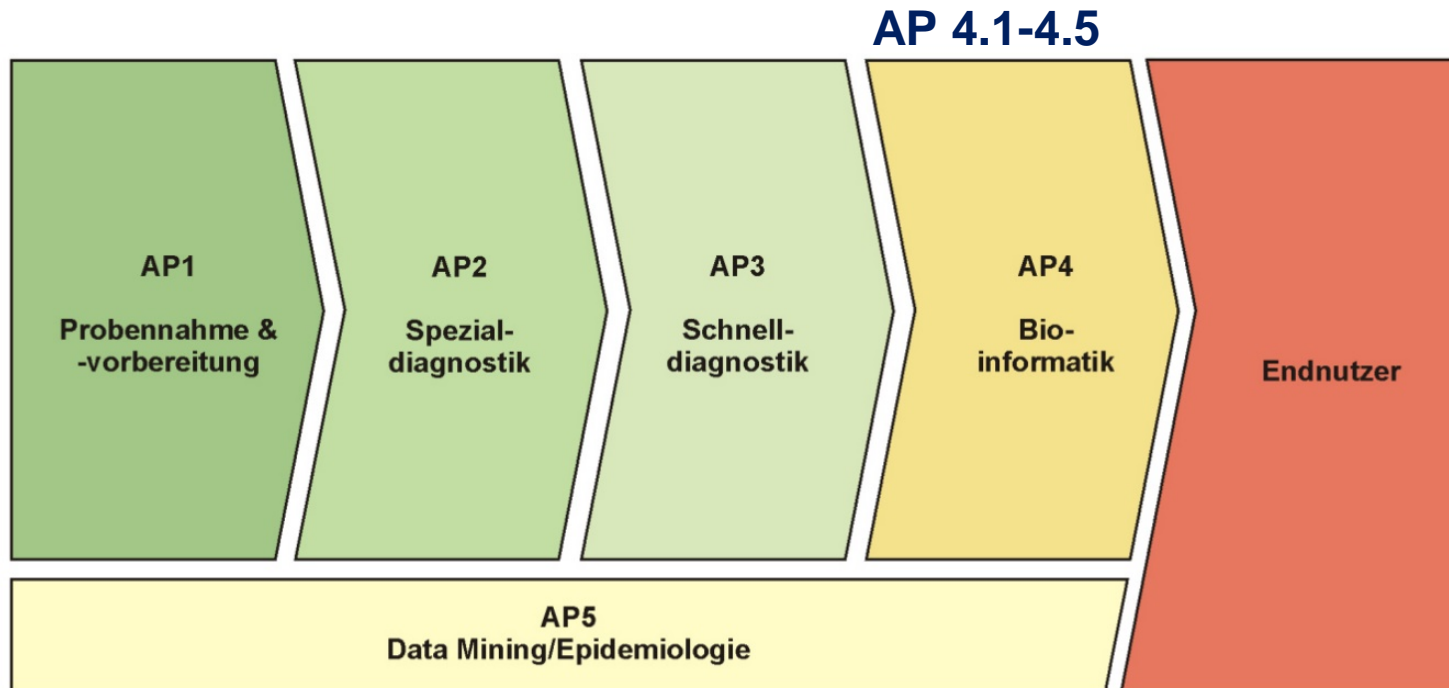 AP 4.1-4.5
AP1
Probennahme &
-vorbereitung
AP2
Spezial-
diagnostik
AP3
Schnell-
diagnostik
AP4
Bio-
informatik
Endnutzer
AP5
Data Mining/Epidemiologie